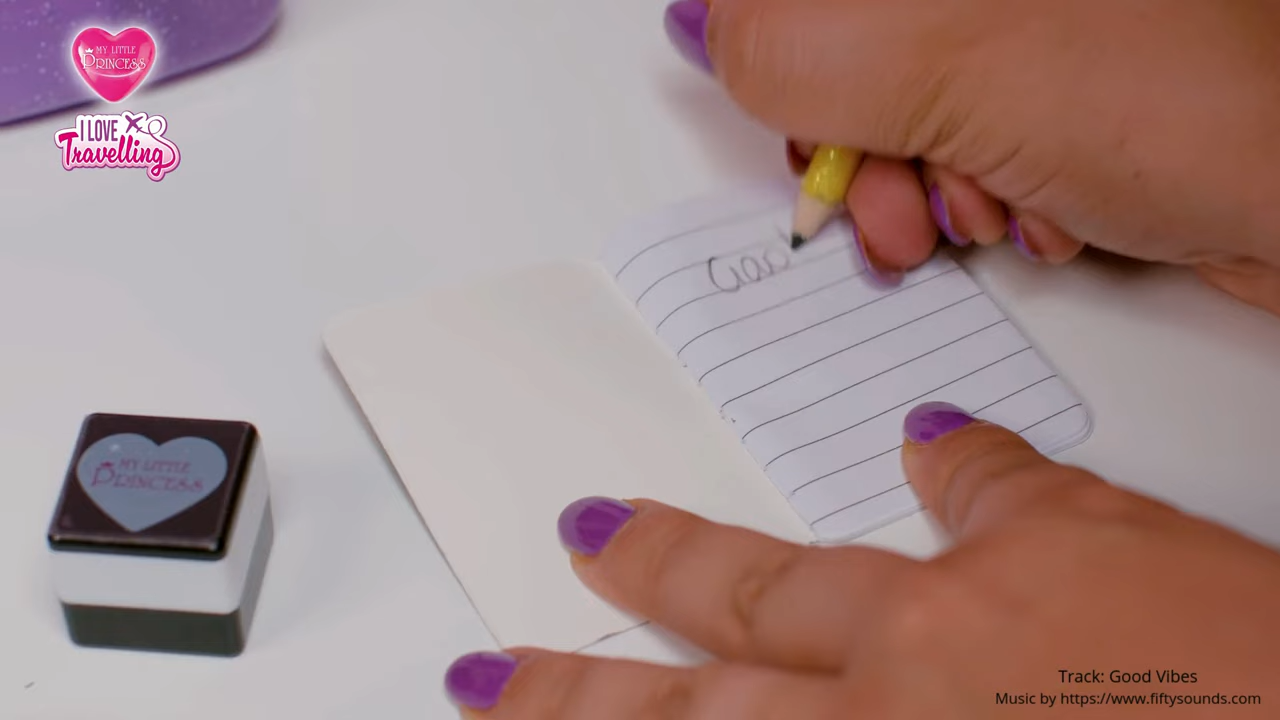 MY LITTLE
PRINCESS
I LOVE
Travelling
MY LITTLE
PRINCESS
Track: Good Vibes
Music by https://www.fiftysounds.com